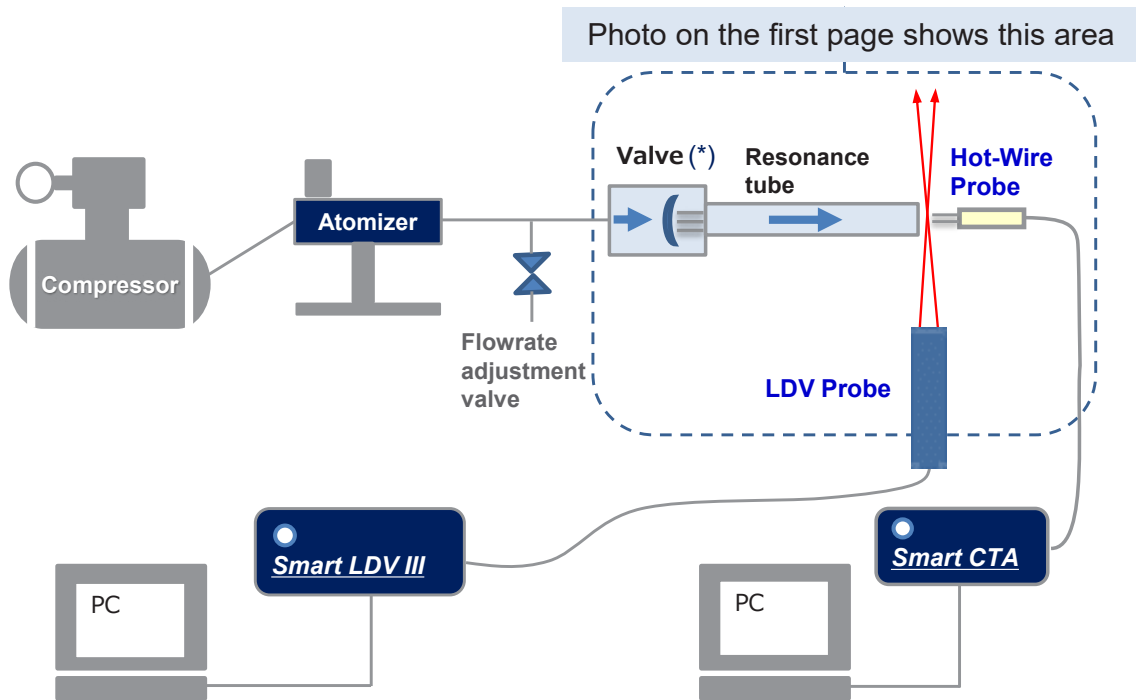 Photo on the first page shows this area
Valve (*)
Resonance
tube
Hot-Wire
Probe
Atomizer
Compressor
Flowrate
adjustment
valve
LDV Probe
Smart LDV III
Smart CTA
PC
PC